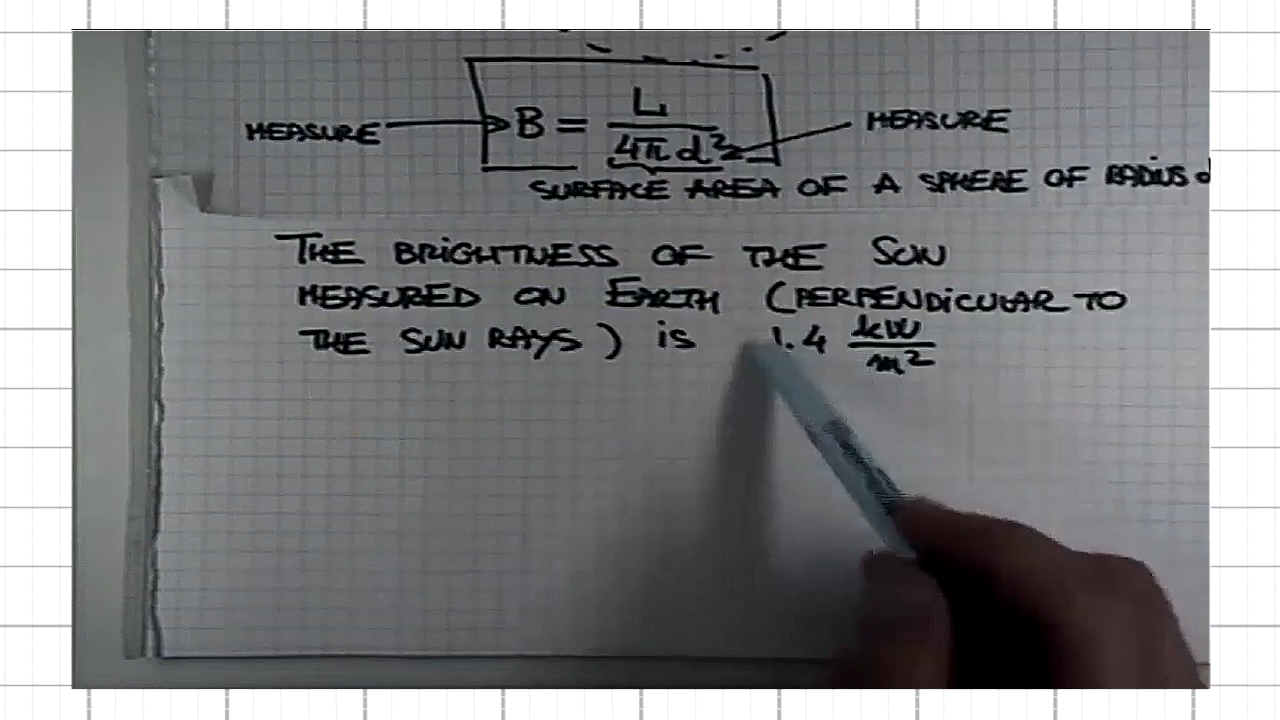 MEASURE B = L / 4πd² MEASURE
SURFACE AREA OF A SPHERE OF RADIUS d
THE BRIGHTNESS OF THE SUN
MEASURED ON EARTH (PERPENDICULAR TO
THE SUN RAYS) is 1.4 kW/m²